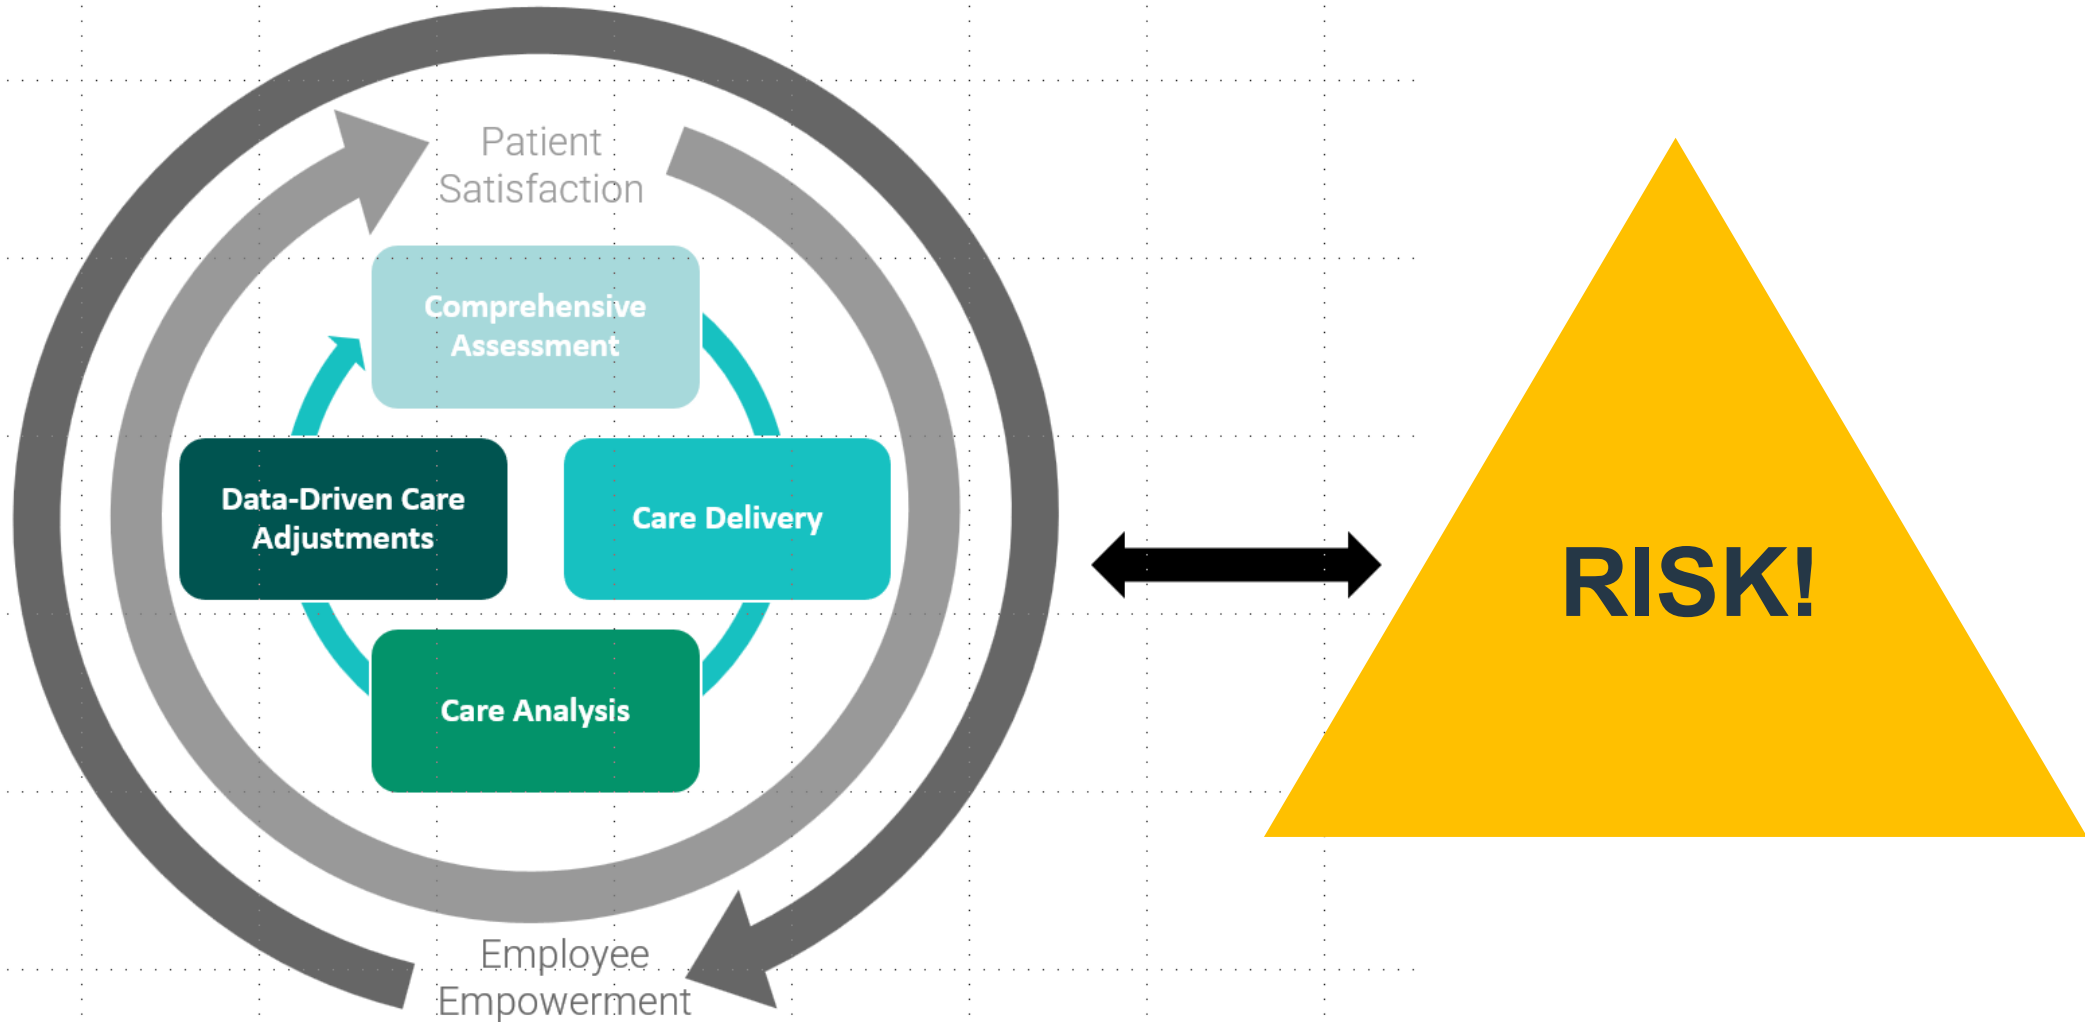 Patient
Satisfaction
Comprehensive
Assessment
Data-Driven Care
Adjustments
Care Delivery
RISK!
Care Analysis
Employee
Empowerment